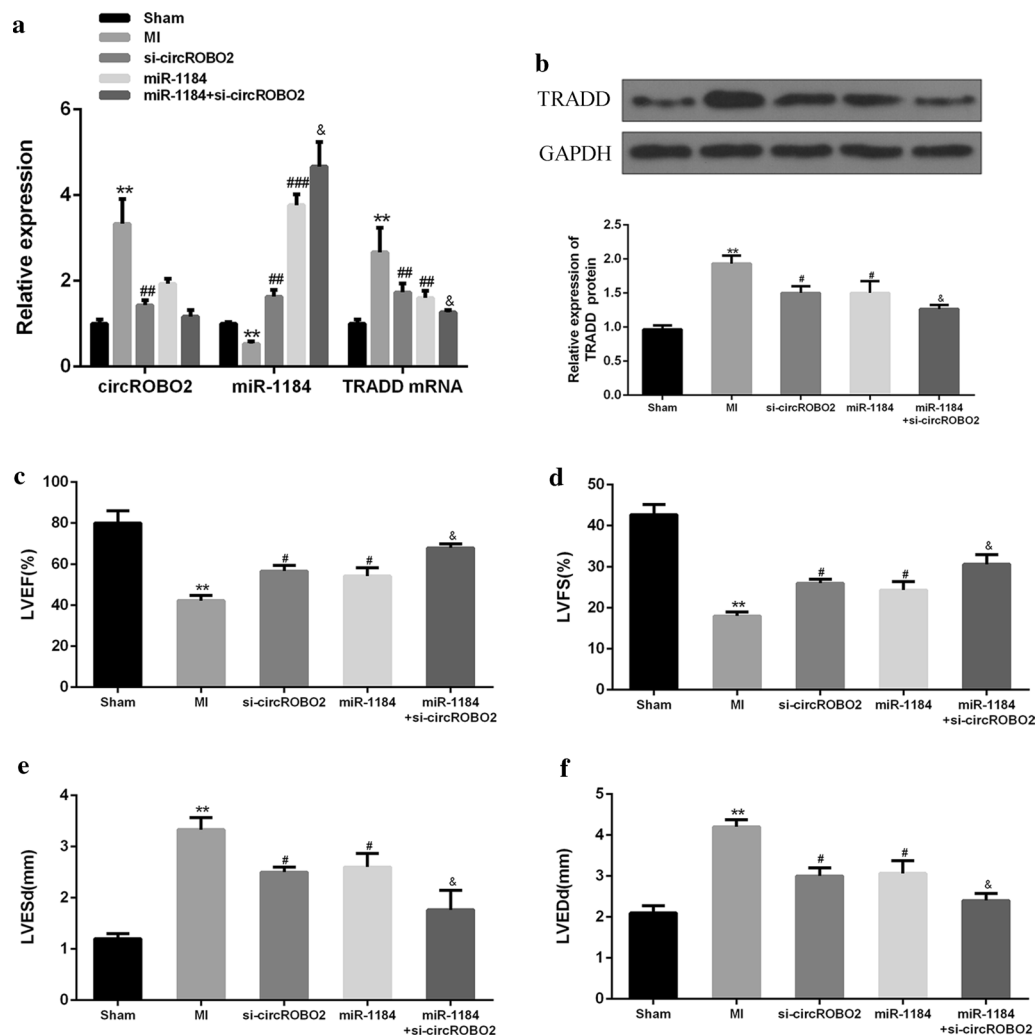 a
Sham
MI
si-circROBO2
miR-1184
miR-1184+si-circROBO2
Relative expression
6
4
2
0
**
##
**
##
###
&
**
##
##
&
circROBO2
miR-1184
TRADD mRNA
b
TRADD
GAPDH
Relative expression of
TRADD protein
2.5
2.0
1.5
1.0
0.5
0.0
**
#
#
&
Sham
MI
si-circROBO2
miR-1184
miR-1184
+si-circROBO2
c
LVEF(%)
100
80
60
40
20
0
**
#
#
&
Sham
MI
si-circROBO2
miR-1184
miR-1184
+si-circROBO2
d
LVFS(%)
50
40
30
20
10
0
**
#
#
&
Sham
MI
si-circROBO2
miR-1184
miR-1184
+si-circROBO2
e
LVESd(mm)
4
3
2
1
0
**
#
#
&
Sham
MI
si-circROBO2
miR-1184
miR-1184
+si-circROBO2
f
LVEDd(mm)
5
4
3
2
1
0
**
#
#
&
Sham
MI
si-circROBO2
miR-1184
miR-1184
+si-circROBO2